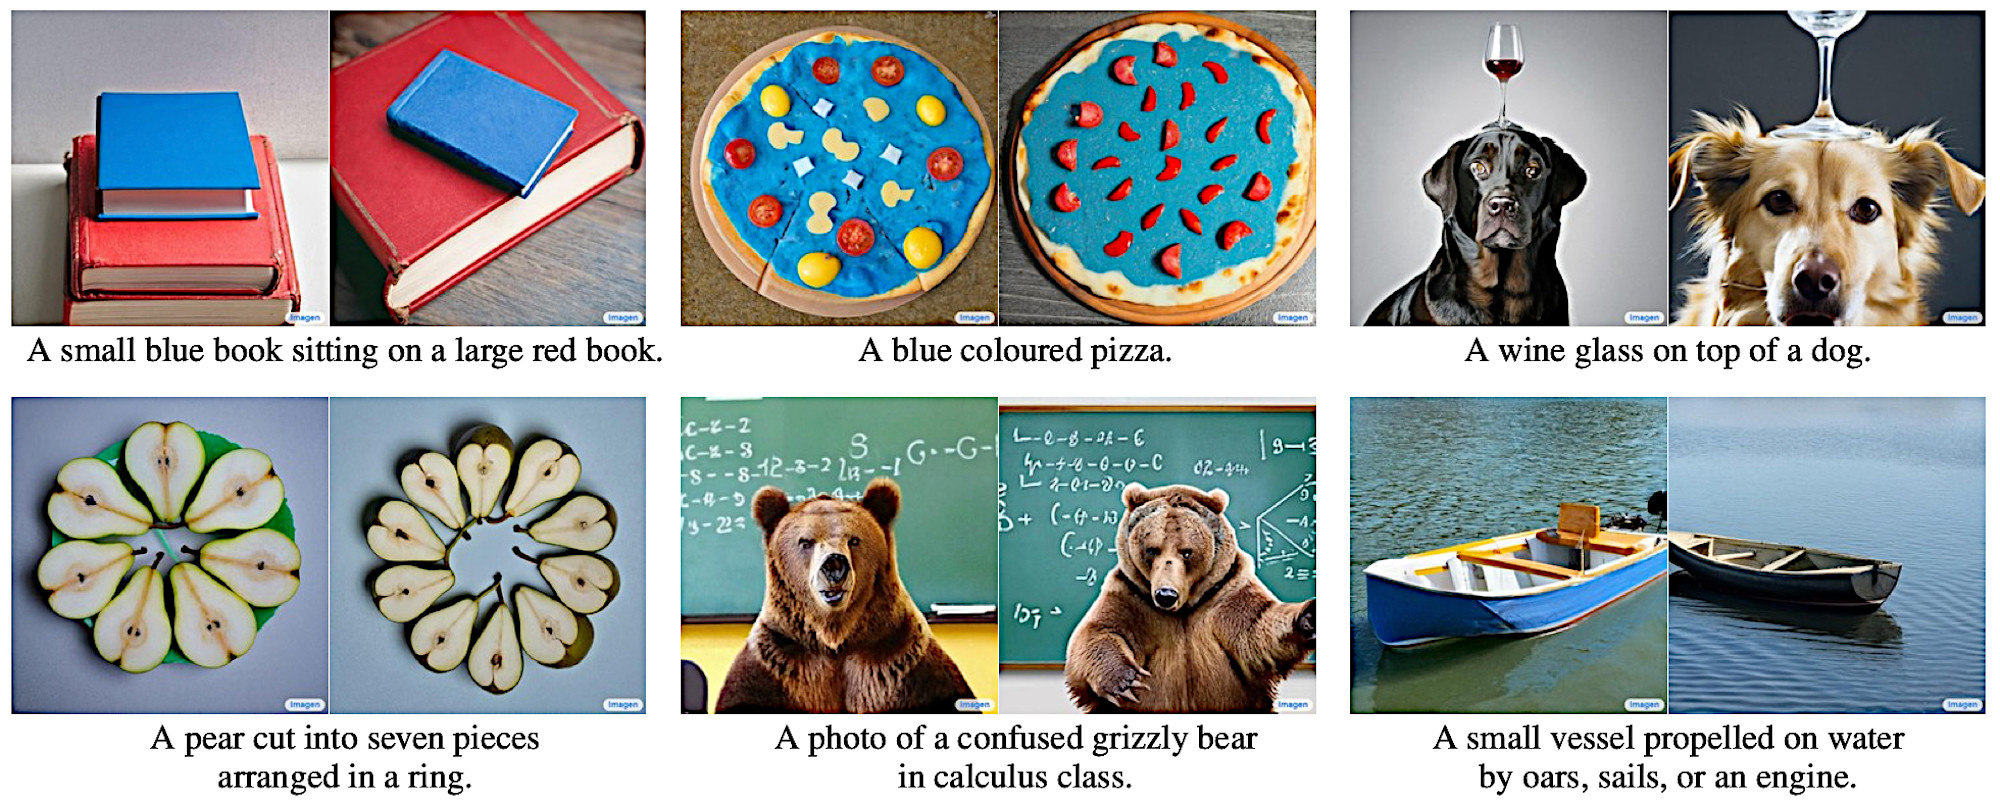 Imagen Imagen Imagen Imagen Imagen Imagen
A small blue book sitting on a large red book. A blue coloured pizza. A wine glass on top of a dog.
Imagen Imagen Imagen Imagen Imagen Imagen
A pear cut into seven pieces
arranged in a ring.
A photo of a confused grizzly bear
in calculus class.
A small vessel propelled on water
by oars, sails, or an engine.